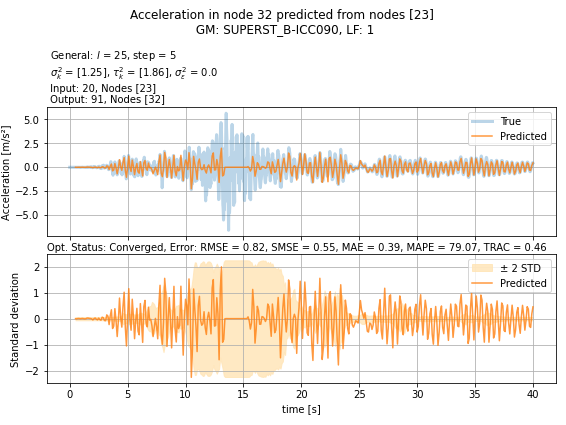 Acceleration in node 32 predicted from nodes [23]
GM: SUPERST_B-ICC090, LF: 1
General: l = 25, step = 5
σ²ₖ = [1.25], τ²ₖ = [1.86], σ²ε = 0.0
Input: 20, Nodes [23]
Output: 91, Nodes [32]
Acceleration [m/s²]
5.0
2.5
0.0
−2.5
−5.0
True
Predicted
Opt. Status: Converged, Error: RMSE = 0.82, SMSE = 0.55, MAE = 0.39, MAPE = 79.07, TRAC = 0.46
Standard deviation
2
1
0
−1
−2
± 2 STD
Predicted
0 5 10 15 20 25 30 35 40
time [s]